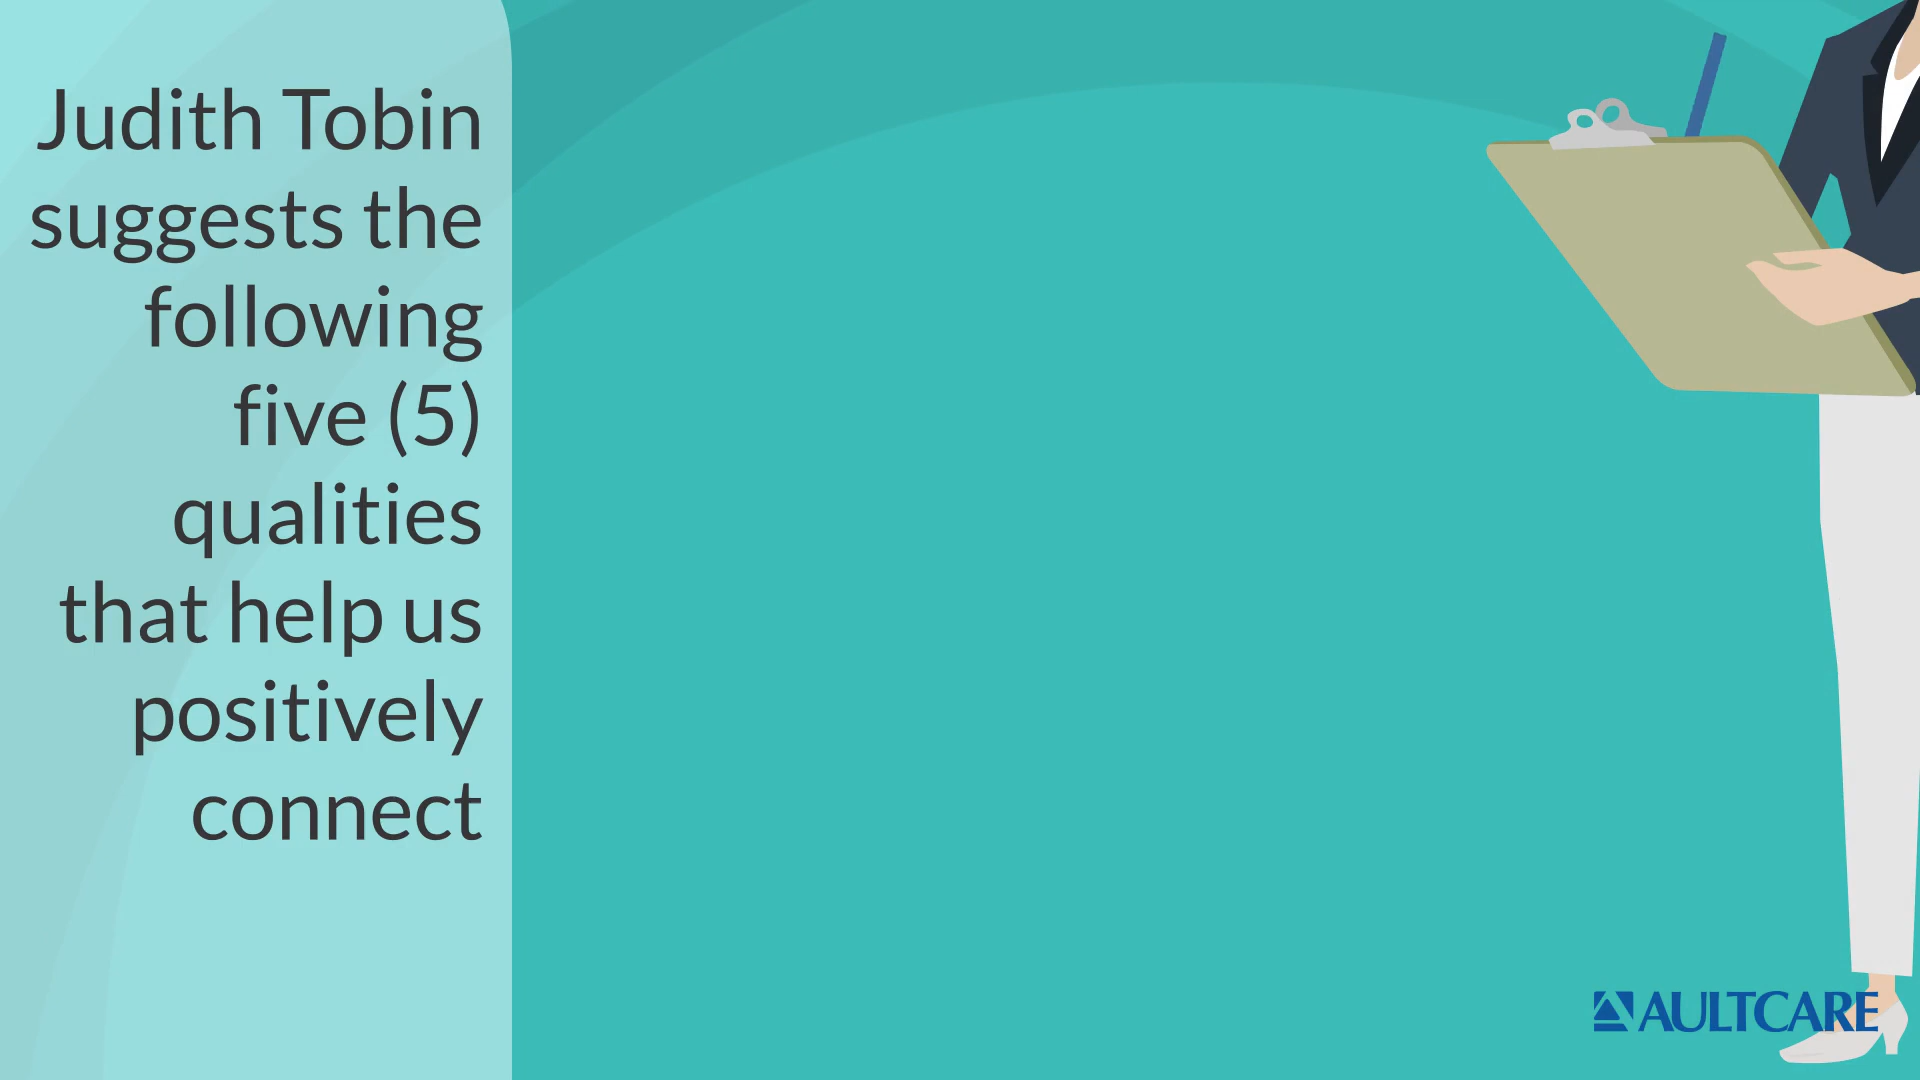 Judith Tobin
suggests the
following
five (5)
qualities
that help us
positively
connect
AULTCARE